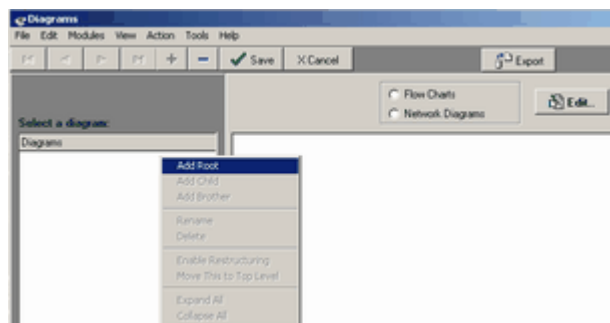 Diagrams
File Edit Modules View Action Tools Help
Save X Cancel Export
Flow Charts
Network Diagrams
Edit...
Select a diagram:
Diagrams
Add Root
Add Child
Add Brother
Rename
Delete
Enable Restructuring
Move This to Top Level
Expand All
Collapse All